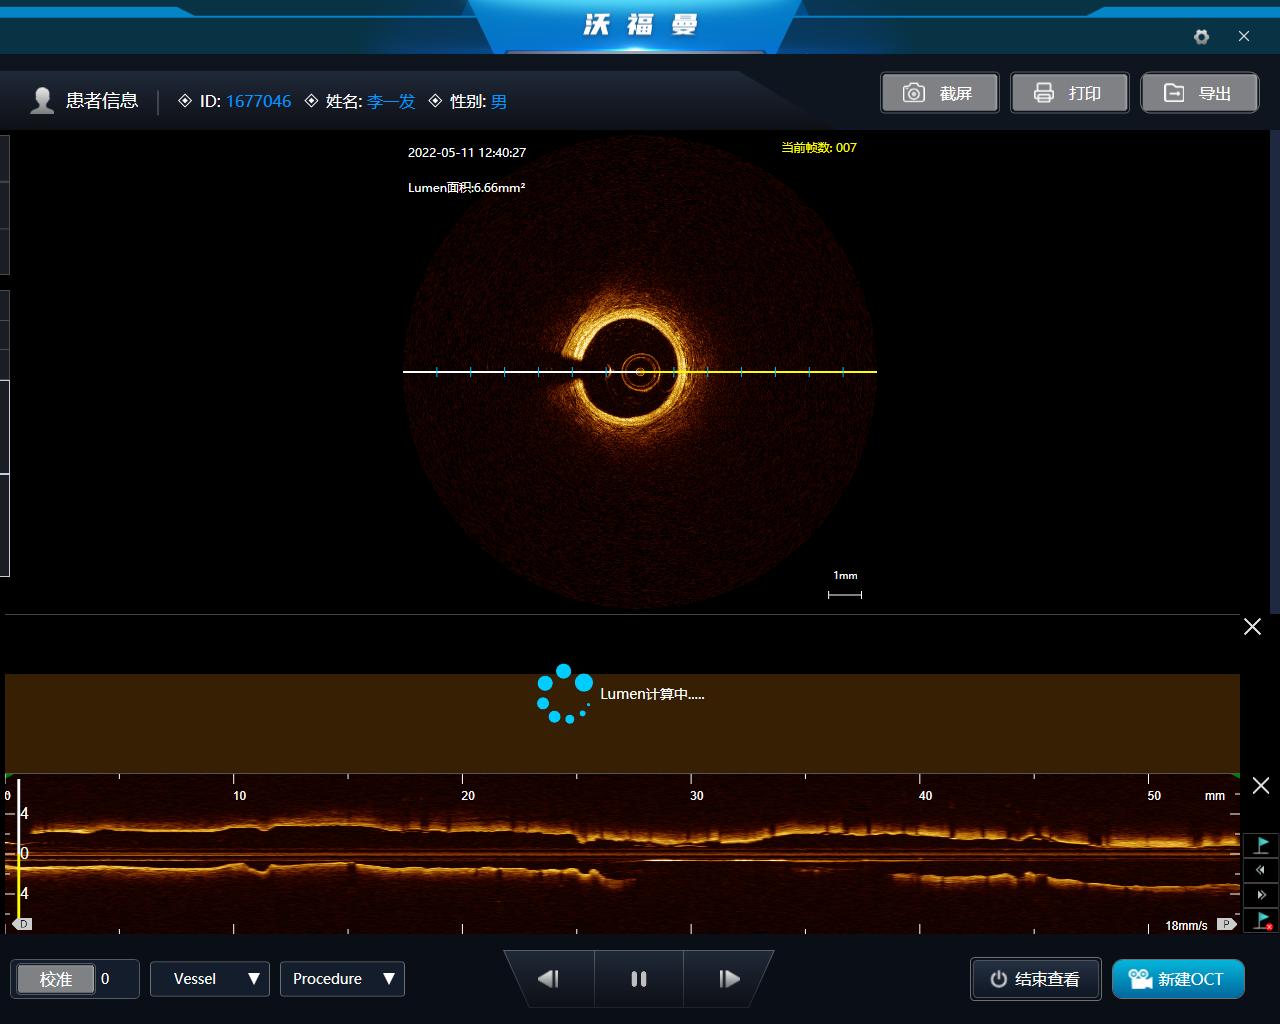 沃福曼
患者信息 ID: 1677046 姓名: 李一发 性别: 男
截屏 打印 导出
2022-05-11 12:40:27
当前帧数: 007
Lumen面积:6.66mm²
1mm
Lumen计算中.....
0 10 20 30 40 50 mm
4
0
4
D
18mm/s P
校准 0 Vessel Procedure 结束查看 新建OCT